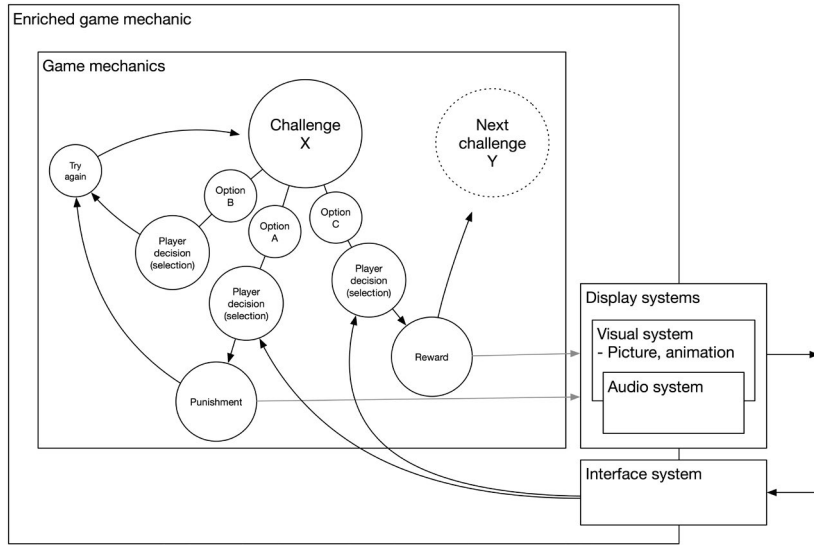 Enriched game mechanic
Game mechanics
Challenge
X
Next
challenge
Y
Try
again
Option
B
Option
A
Option
C
Player
decision
(selection)
Player
decision
(selection)
Player
decision
(selection)
Reward
Punishment
Display systems
Visual system
- Picture, animation
Audio system
Interface system